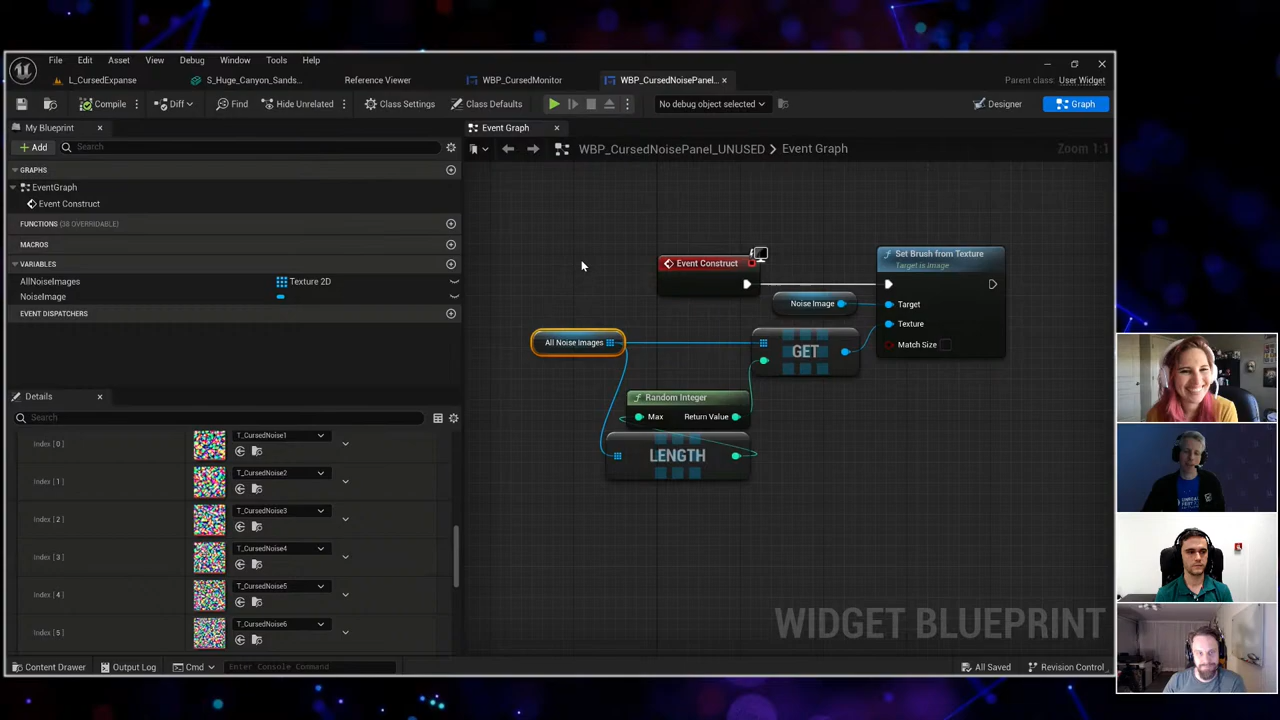 File Edit Asset View Debug Window Tools Help
L_CursedExpanse S_Huge_Canyon_Sands... Reference Viewer WBP_CursedMonitor WBP_CursedNoisePanel...
Parent class: User Widget
Compile Diff Find Hide Unrelated Class Settings Class Defaults No debug object selected Designer Graph
My Blueprint
Add Search
GRAPHS
EventGraph
Event Construct
FUNCTIONS (38 OVERRIDABLE)
MACROS
VARIABLES
AllNoiseImages Texture 2D
NoiseImage
EVENT DISPATCHERS
Details
Search
Index [ 0 ] T_CursedNoise1
Index [ 1 ] T_CursedNoise2
Index [ 2 ] T_CursedNoise3
Index [ 3 ] T_CursedNoise4
Index [ 4 ] T_CursedNoise5
Index [ 5 ] T_CursedNoise6
Event Graph
WBP_CursedNoisePanel_UNUSED > Event Graph
Zoom 1:1
Event Construct
Set Brush from Texture
Target is Image
Noise Image
Target
Texture
Match Size
All Noise Images
GET
Random Integer
Max Return Value
LENGTH
WIDGET BLUEPRINT
Content Drawer Output Log Cmd Enter Console Command All Saved Revision Control